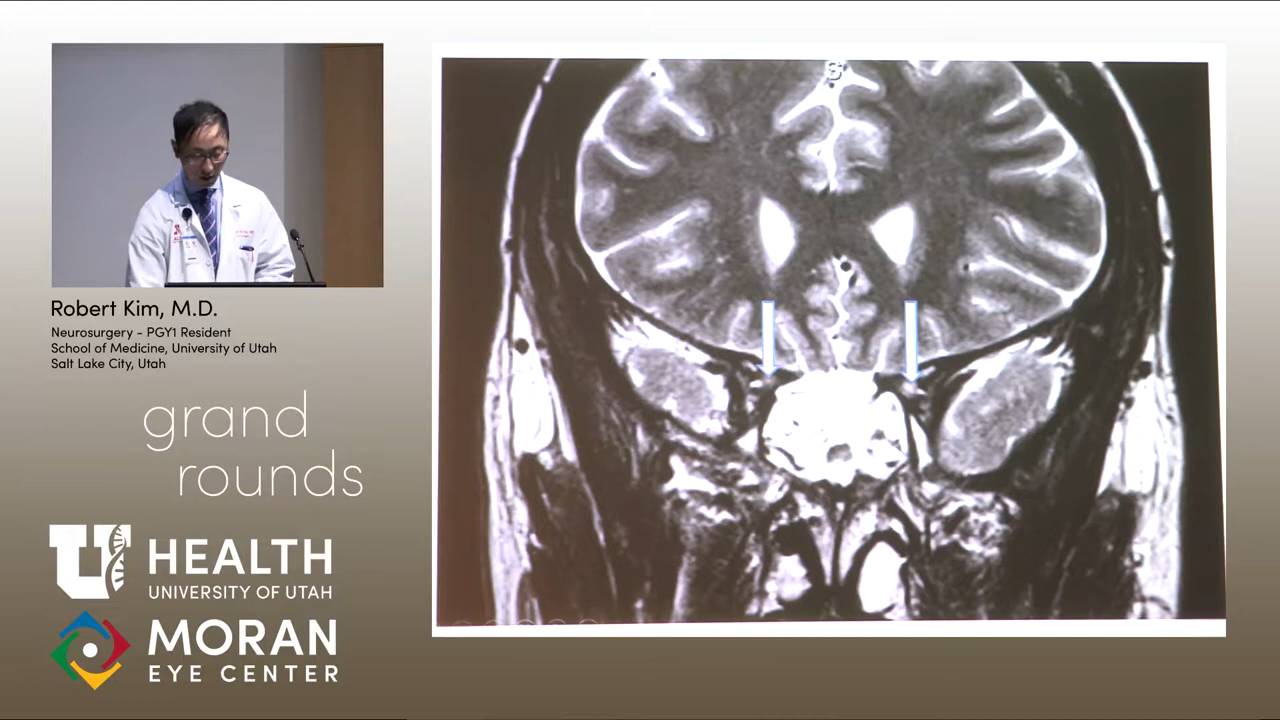 S
Robert Kim, M.D.
Neurosurgery - PGY1 Resident
School of Medicine, University of Utah
Salt Lake City, Utah
grand
rounds
U HEALTH
UNIVERSITY OF UTAH
MORAN
EYE CENTER